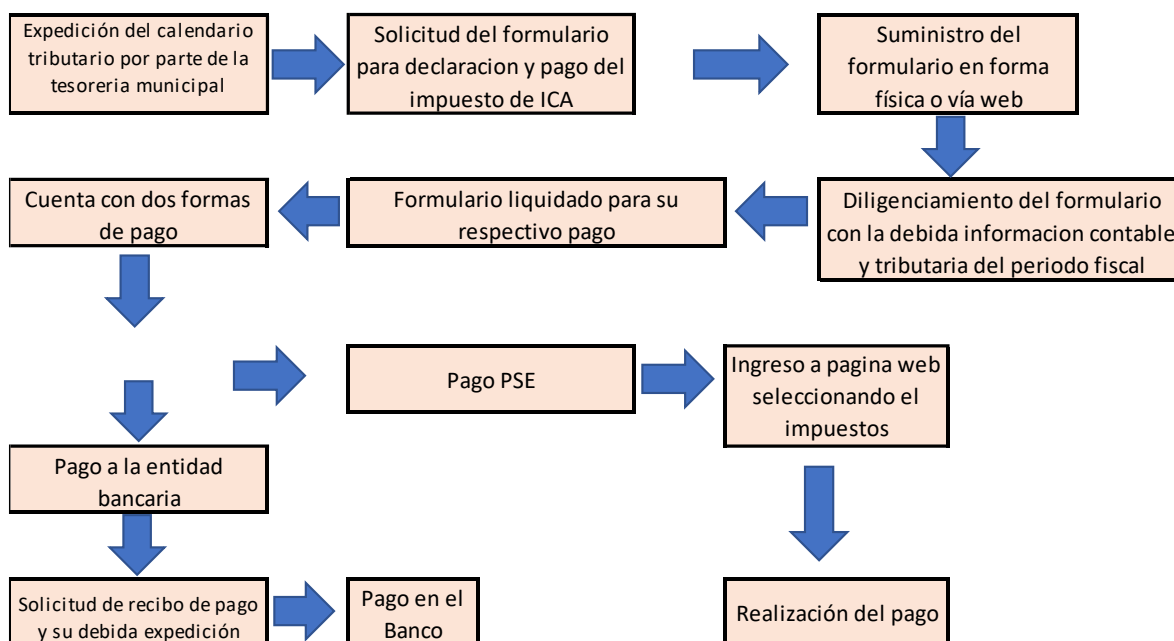 Expedición del calendario
tributario por parte de la
tesoreria municipal
Solicitud del formulario
para declaracion y pago del
impuesto de ICA
Suministro del
formulario en forma
física o vía web
Cuenta con dos formas
de pago
Formulario liquidado para su
respectivo pago
Diligenciamiento del formulario
con la debida informacion contable
y tributaria del periodo fiscal
Pago PSE
Ingreso a pagina web
seleccionando el
impuestos
Pago a la entidad
bancaria
Solicitud de recibo de pago
y su debida expedición
Pago en el
Banco
Realización del pago